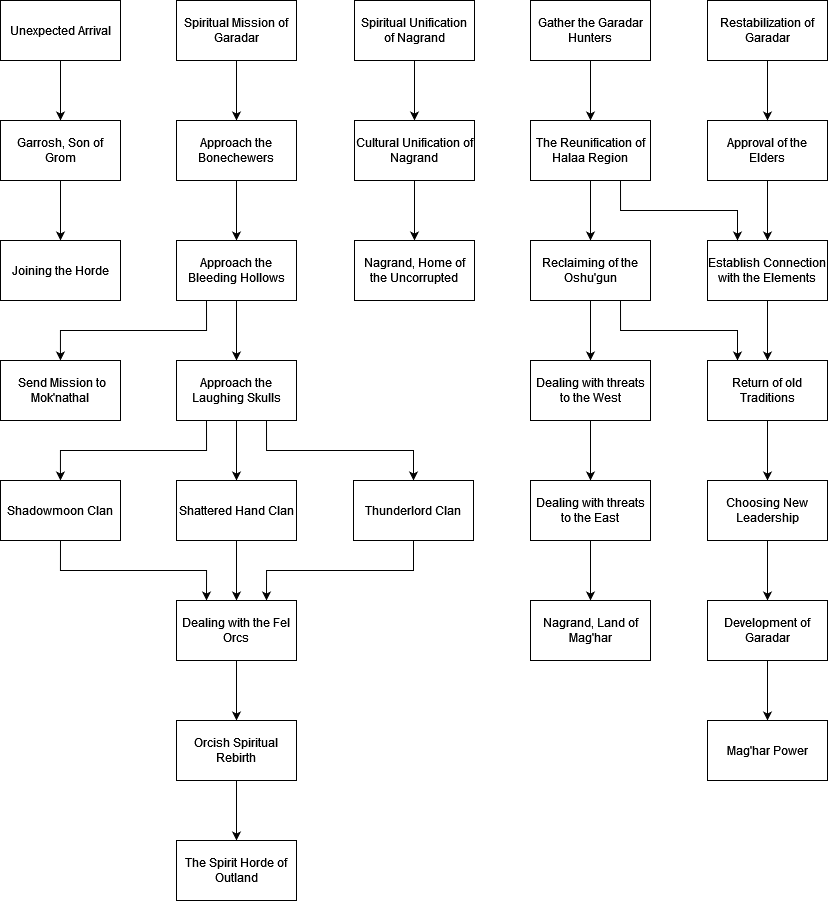 Unexpected Arrival
Spiritual Mission of
Garadar
Spiritual Unification
of Nagrand
Gather the Garadar
Hunters
Restabilization of
Garadar
Garrosh, Son of
Grom
Approach the
Bonechewers
Cultural Unification of
Nagrand
The Reunification of
Halaa Region
Approval of the
Elders
Joining the Horde
Approach the
Bleeding Hollows
Nagrand, Home of
the Uncorrupted
Reclaiming of the
Oshu'gun
Establish Connection
with the Elements
Send Mission to
Mok'nathal
Approach the
Laughing Skulls
Dealing with threats
to the West
Return of old
Traditions
Shadowmoon Clan
Shattered Hand Clan
Thunderlord Clan
Dealing with threats
to the East
Choosing New
Leadership
Dealing with the Fel
Orcs
Nagrand, Land of
Mag'har
Development of
Garadar
Orcish Spiritual
Rebirth
Mag'har Power
The Spirit Horde of
Outland